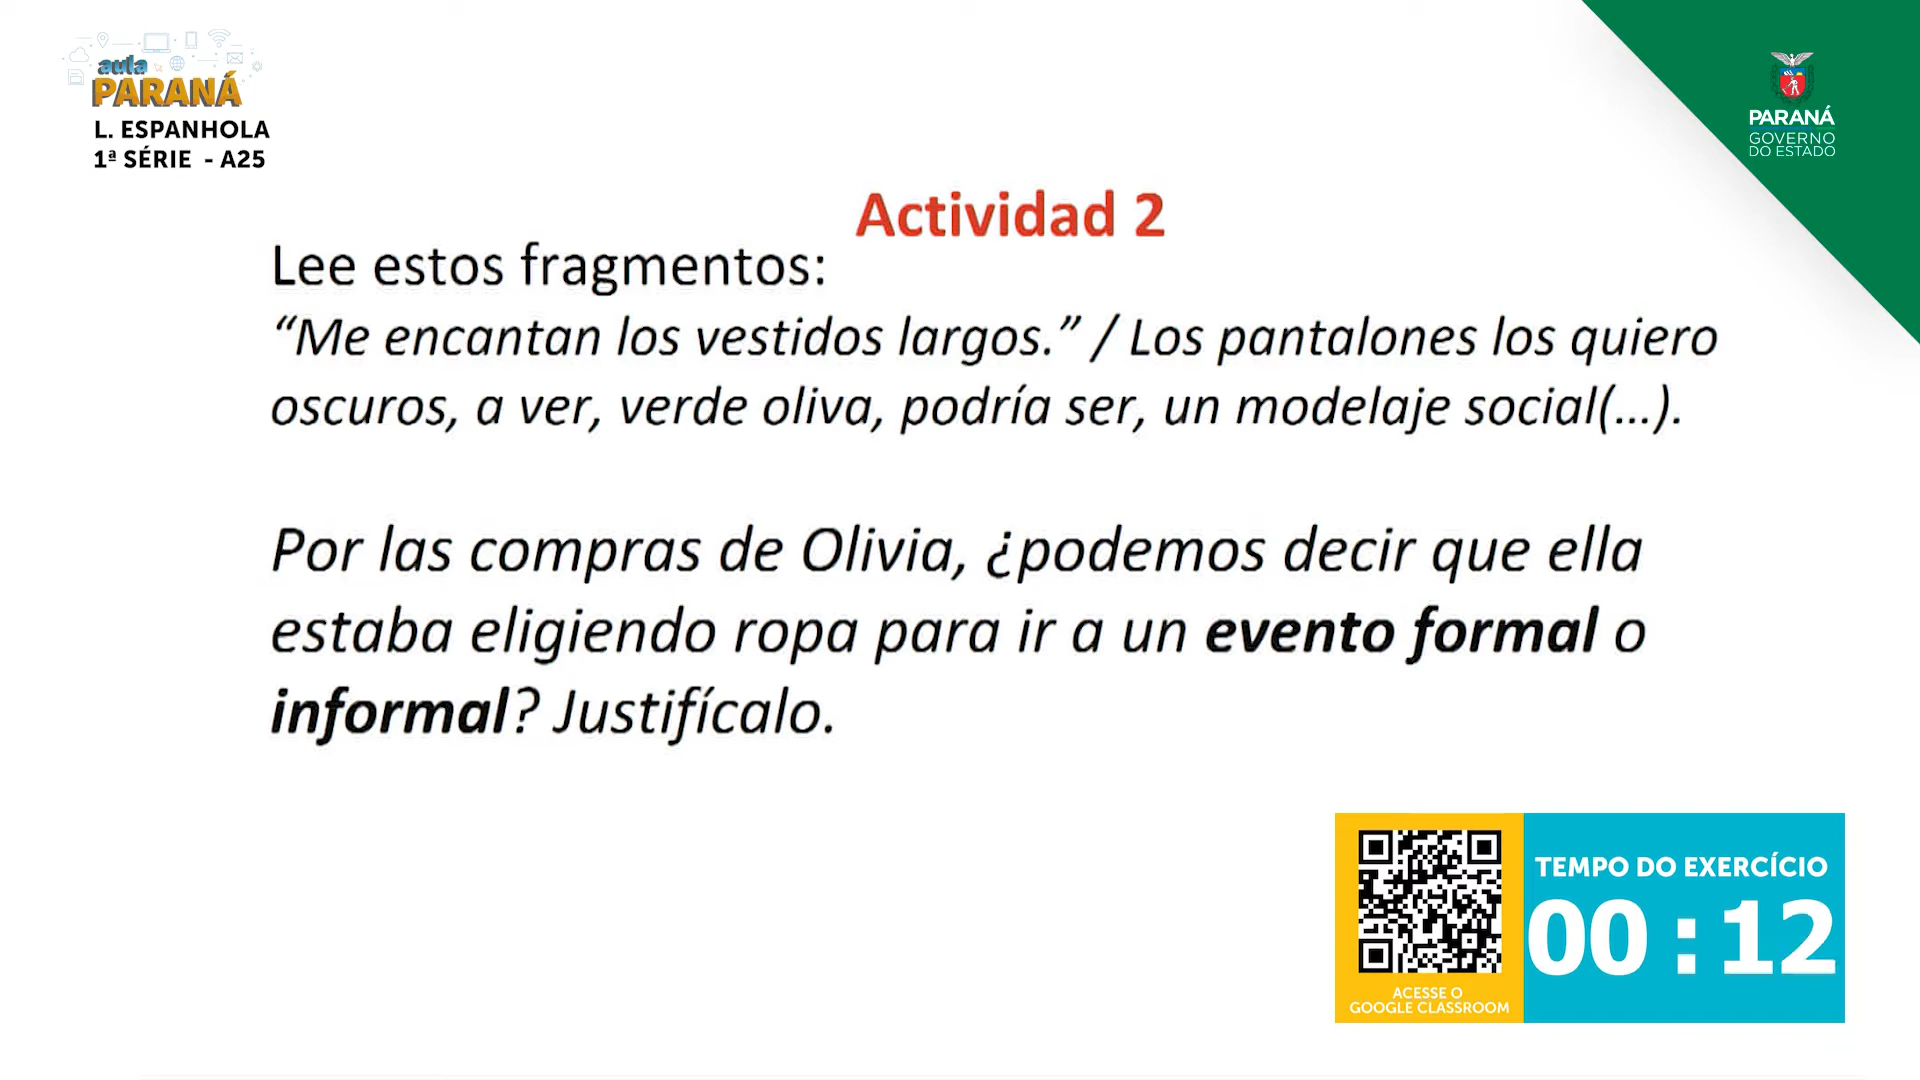 aula
PARANÁ
L. ESPANHOLA
1ª SÉRIE - A25
PARANÁ
GOVERNO
DO ESTADO
Actividad 2
Lee estos fragmentos:
“Me encantan los vestidos largos.” / Los pantalones los quiero
oscuros, a ver, verde oliva, podría ser, un modelaje social(...).
Por las compras de Olivia, ¿podemos decir que ella
estaba eligiendo ropa para ir a un evento formal o
informal? Justifícalo.
TEMPO DO EXERCÍCIO
00 : 12
ACESSE O
GOOGLE CLASSROOM